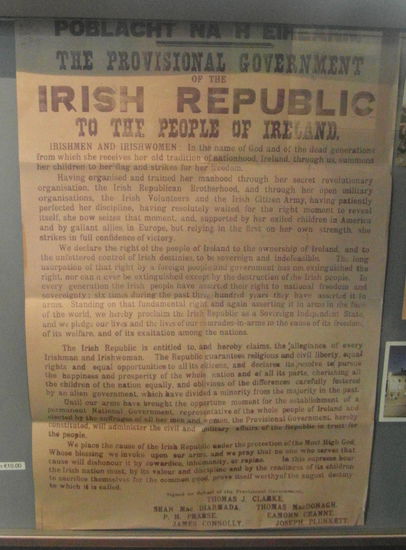 POBLACHT NA H EIREANN.
THE PROVISIONAL GOVERNMENT
OF THE
IRISH REPUBLIC
TO THE PEOPLE OF IRELAND.
IRISHMEN AND IRISHWOMEN: In the name of God and of the dead generations
from which she receives her old tradition of nationhood, Ireland, through us, summons
her children to her flag and strikes for her freedom.
Having organised and trained her manhood through her secret revolutionary
organisation, the Irish Republican Brotherhood, and through her open military
organisations, the Irish Volunteers and the Irish Citizen Army, having patiently
perfected her discipline, having resolutely waited for the right moment to reveal
itself, she now seizes that moment, and, supported by her exiled children in America
and by gallant allies in Europe, but relying in the first on her own strength, she
strikes in full confidence of victory.
We declare the right of the people of Ireland to the ownership of Ireland, and to
the unfettered control of Irish destinies, to be sovereign and indefeasible. The long
usurpation of that right by a foreign people and government has not extinguished the
right, nor can it ever be extinguished except by the destruction of the Irish people. In
every generation the Irish people have asserted their right to national freedom and
sovereignty; six times during the past three hundred years they have asserted it in
arms. Standing on that fundamental right and again asserting it in arms in the face
of the world, we hereby proclaim the Irish Republic as a Sovereign Independent State,
and we pledge our lives and the lives of our comrades-in-arms to the cause of its freedom,
of its welfare, and of its exaltation among the nations.
The Irish Republic is entitled to, and hereby claims, the allegiance of every
Irishman and Irishwoman. The Republic guarantees religious and civil liberty, equal
rights and equal opportunities to all its citizens, and declares its resolve to pursue
the happiness and prosperity of the whole nation and of all its parts, cherishing all
the children of the nation equally, and oblivious of the differences carefully fostered
by an alien government, which have divided a minority from the majority in the past.
Until our arms have brought the opportune moment for the establishment of a
permanent National Government, representative of the whole people of Ireland and
elected by the suffrages of all her men and women, the Provisional Government, hereby
constituted, will administer the civil and military affairs of the Republic in trust for
the people.
We place the cause of the Irish Republic under the protection of the Most High God,
Whose blessing we invoke upon our arms, and we pray that no one who serves that
cause will dishonour it by cowardice, inhumanity, or rapine. In this supreme hour
the Irish nation must, by its valour and discipline and by the readiness of its children
to sacrifice themselves for the common good, prove itself worthy of the august destiny
to which it is called.
Signed on Behalf of the Provisional Government,
THOMAS J. CLARKE,
SEAN MAC DIARMADA, THOMAS MACDONAGH,
P. H. PEARSE, EAMONN CEANNT,
JAMES CONNOLLY, JOSEPH PLUNKETT.
€10.00